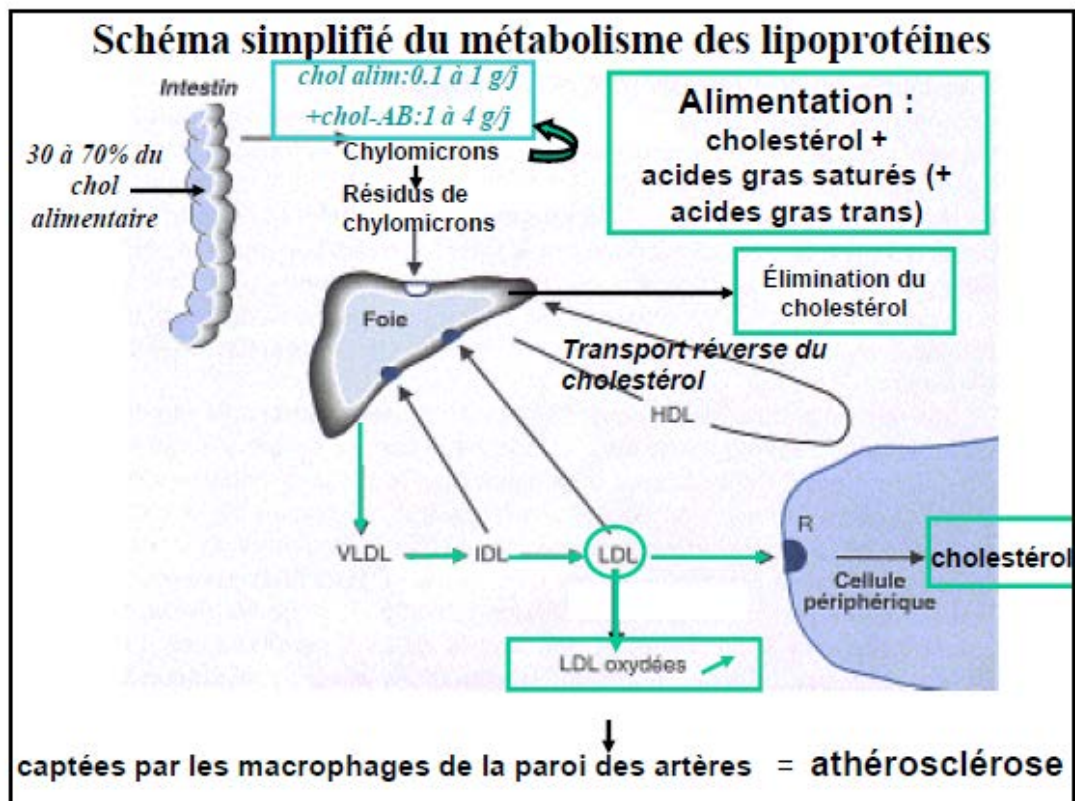 Schéma simplifié du métabolisme des lipoprotéines
Intestin
chol alim:0.1 à 1 g/j
+chol-AB:1 à 4 g/j
Alimentation :
cholestérol +
acides gras saturés (+
acides gras trans)
30 à 70% du
chol
alimentaire
Chylomicrons
Résidus de
chylomicrons
Élimination du
cholestérol
Foie
Transport réverse du
cholestérol
HDL
VLDL
IDL
LDL
R
cholestérol
Cellule
périphérique
LDL oxydées
captées par les macrophages de la paroi des artères = athérosclérose